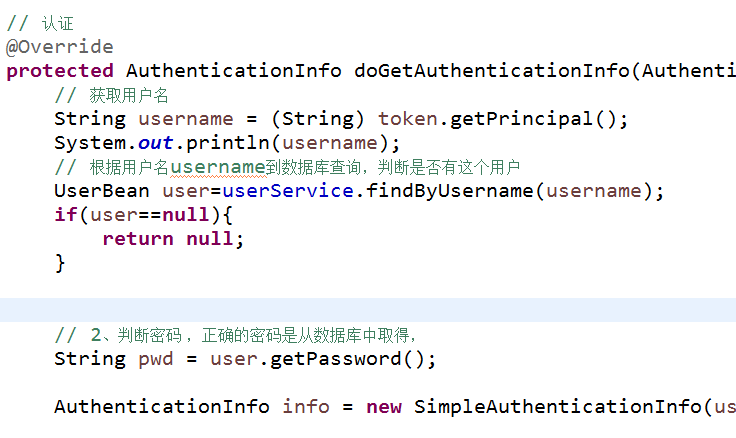 // 认证
@Override
protected AuthenticationInfo doGetAuthenticationInfo(Authenti
// 获取用户名
String username = (String) token.getPrincipal();
System.out.println(username);
// 根据用户名username到数据库查询，判断是否有这个用户
UserBean user=userService.findByUsername(username);
if(user==null){
return null;
}
// 2、判断密码 ，正确的密码是从数据库中取得，
String pwd = user.getPassword();
AuthenticationInfo info = new SimpleAuthenticationInfo(us